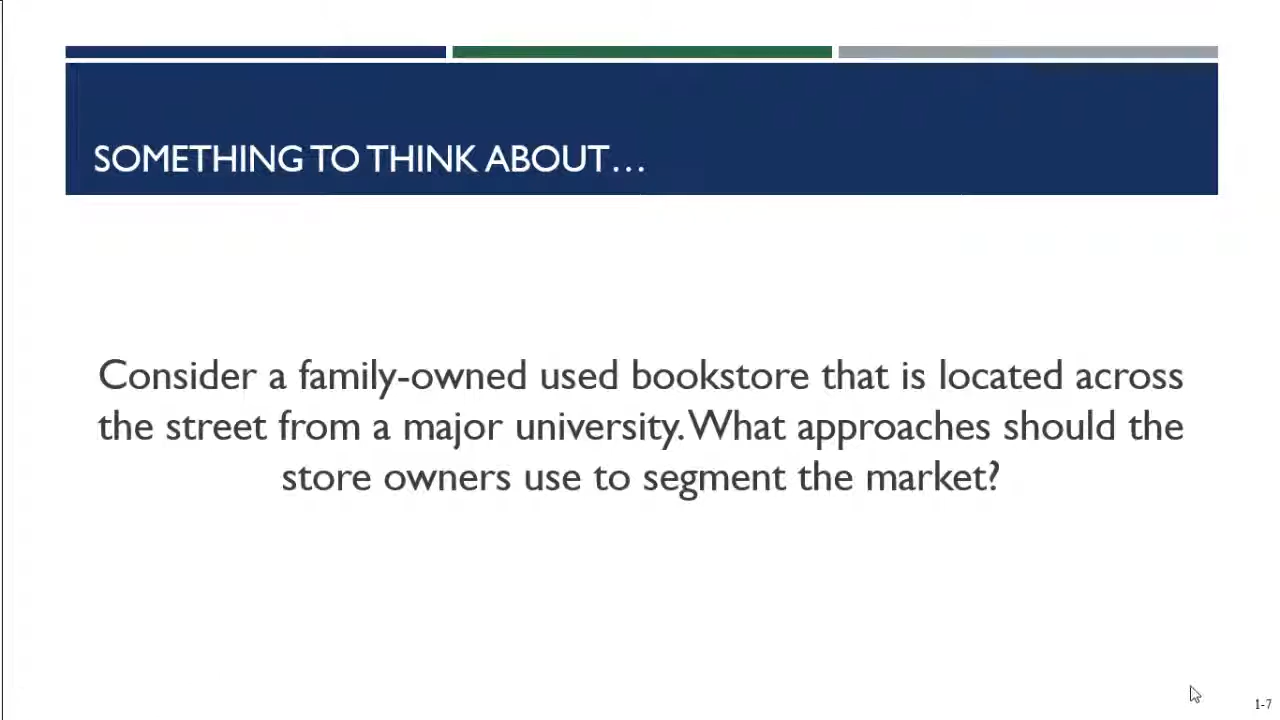 SOMETHING TO THINK ABOUT…
Consider a family-owned used bookstore that is located across
the street from a major university. What approaches should the
store owners use to segment the market?
1-7